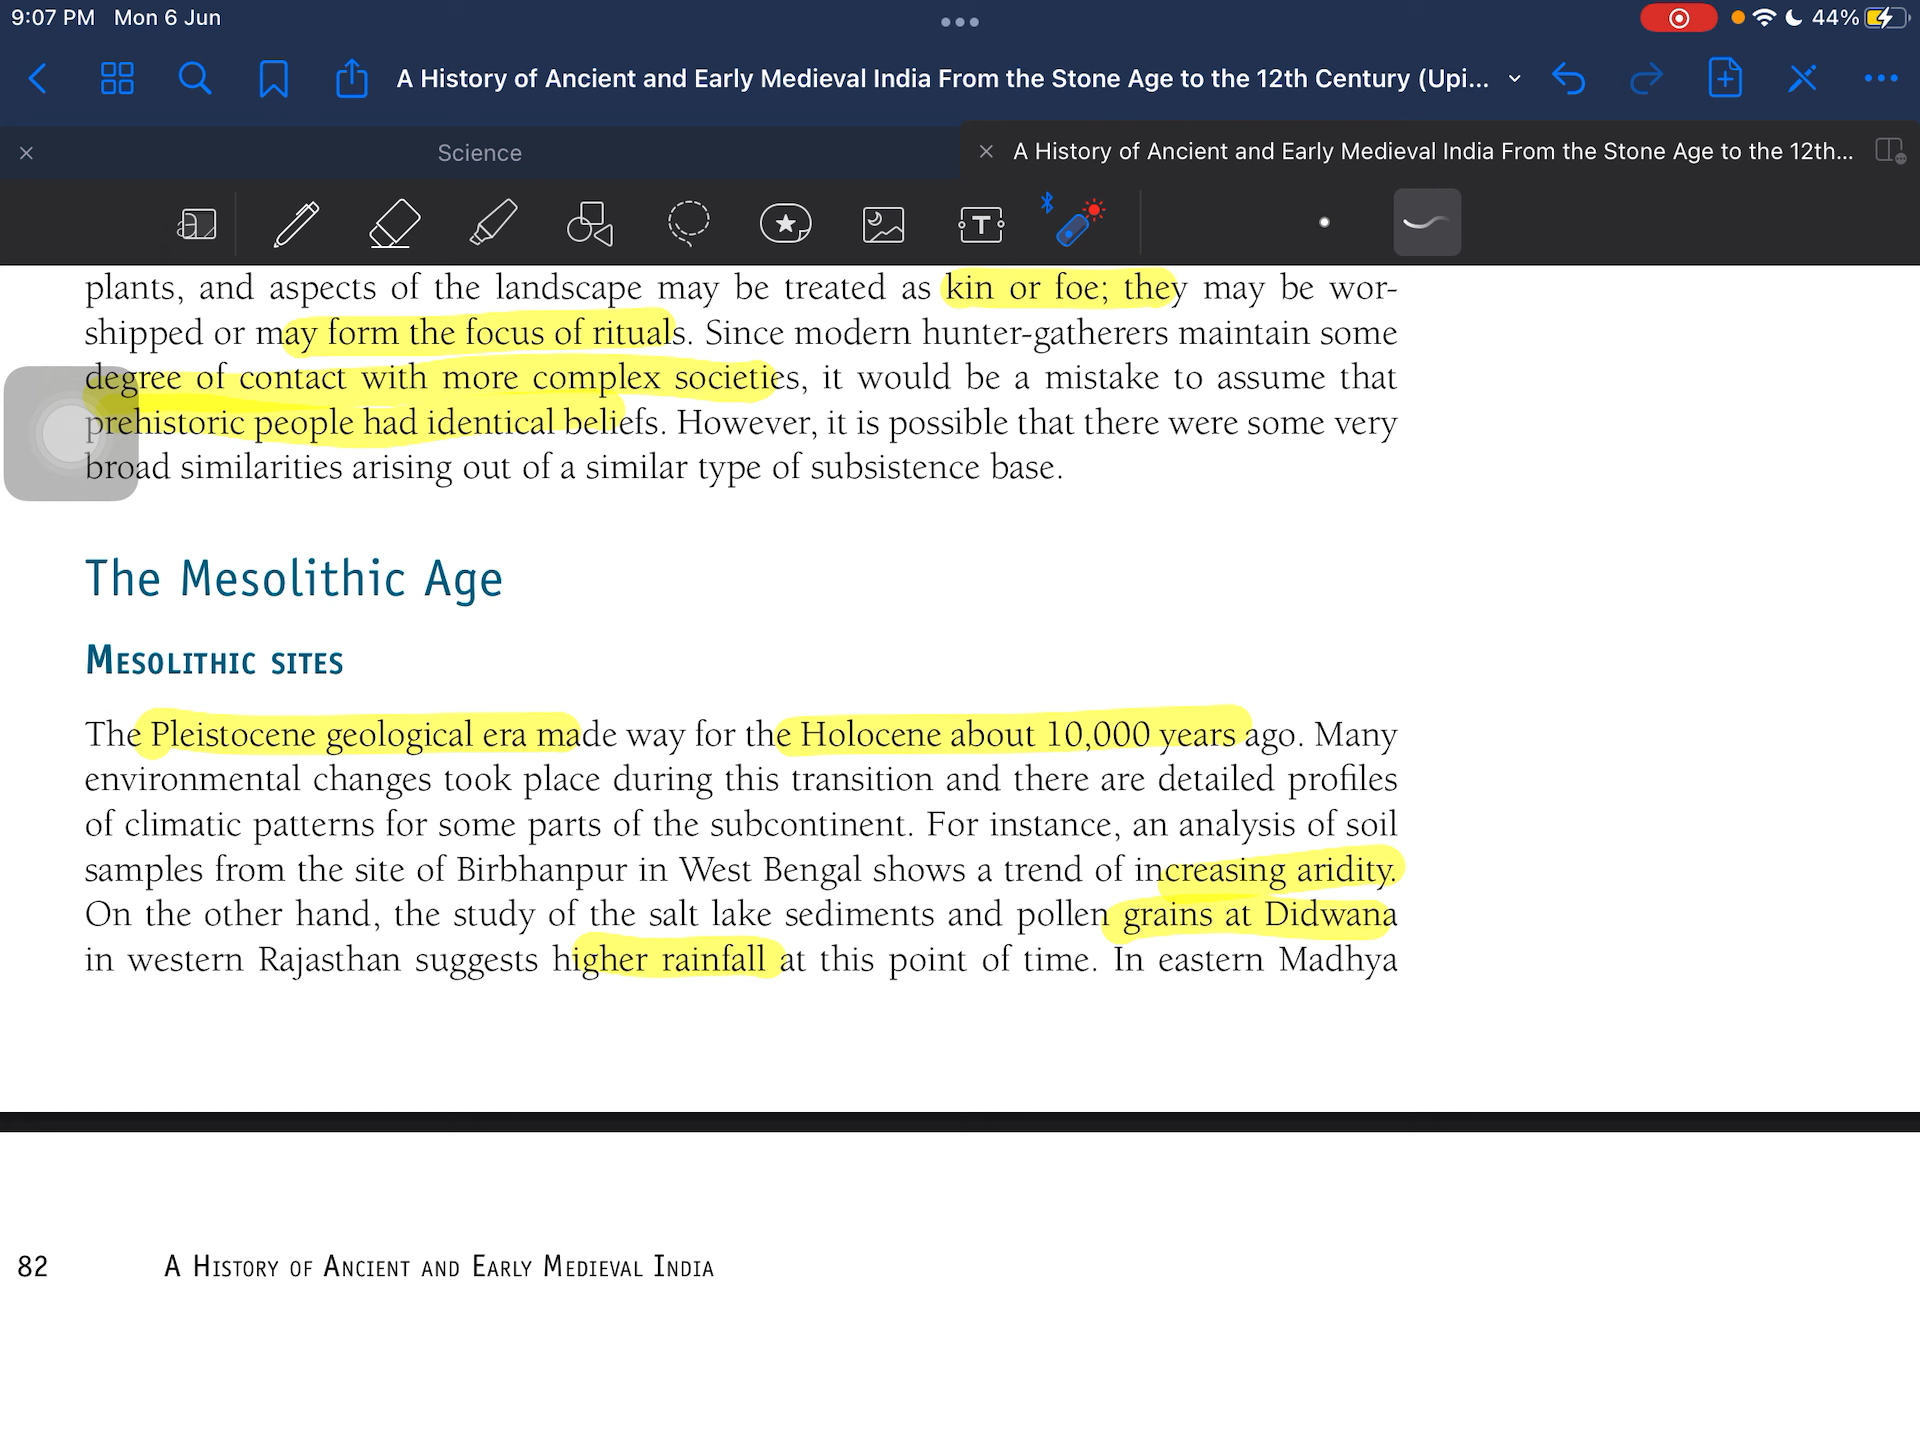 9:07 PM Mon 6 Jun
44%
A History of Ancient and Early Medieval India From the Stone Age to the 12th Century (Upi...
Science
A History of Ancient and Early Medieval India From the Stone Age to the 12th...
plants, and aspects of the landscape may be treated as kin or foe; they may be wor-
shipped or may form the focus of rituals. Since modern hunter-gatherers maintain some
degree of contact with more complex societies, it would be a mistake to assume that
prehistoric people had identical beliefs. However, it is possible that there were some very
broad similarities arising out of a similar type of subsistence base.
The Mesolithic Age
MESOLITHIC SITES
The Pleistocene geological era made way for the Holocene about 10,000 years ago. Many
environmental changes took place during this transition and there are detailed profiles
of climatic patterns for some parts of the subcontinent. For instance, an analysis of soil
samples from the site of Birbhanpur in West Bengal shows a trend of increasing aridity.
On the other hand, the study of the salt lake sediments and pollen grains at Didwana
in western Rajasthan suggests higher rainfall at this point of time. In eastern Madhya
82 A HISTORY OF ANCIENT AND EARLY MEDIEVAL INDIA